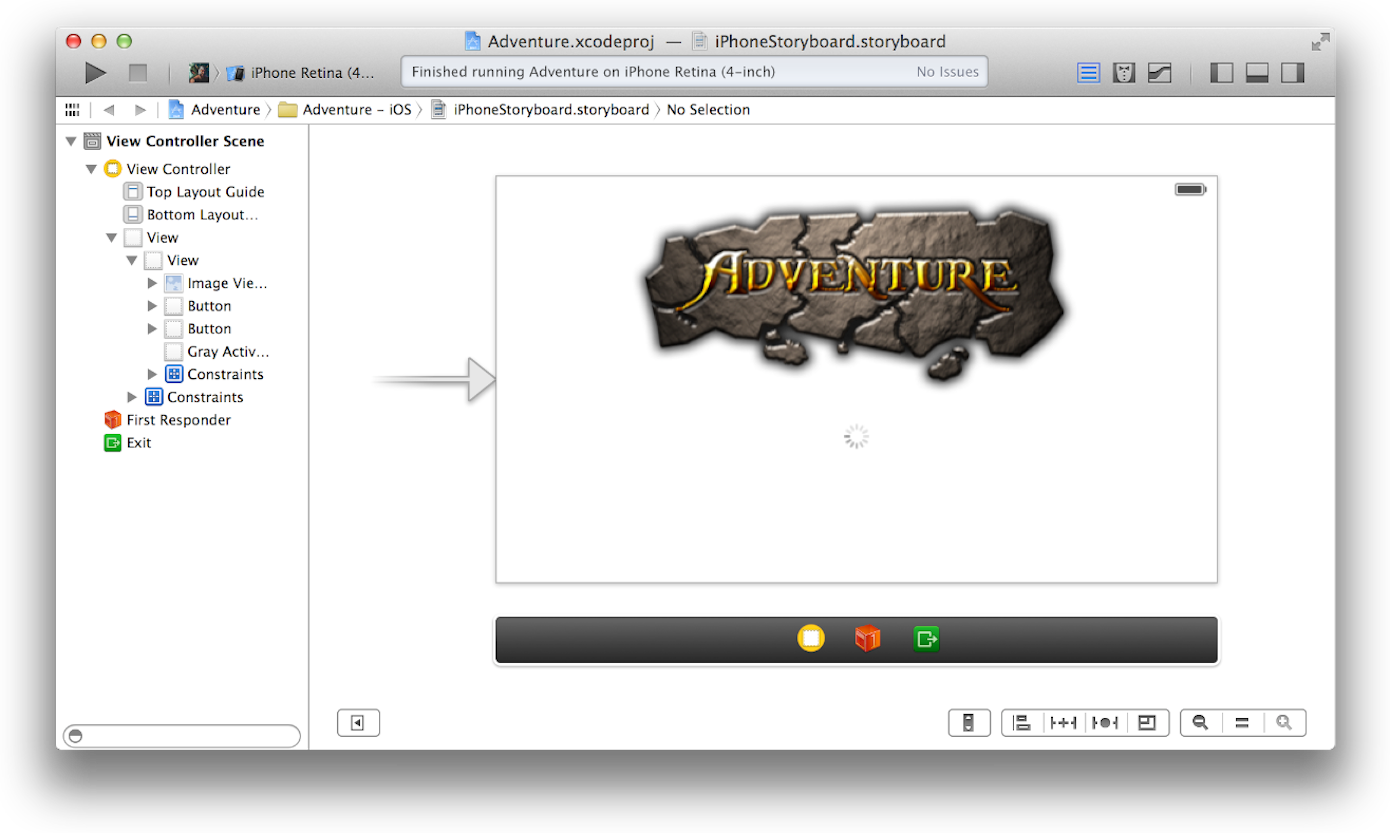 Adventure.xcodeproj — iPhoneStoryboard.storyboard
iPhone Retina (4...
Finished running Adventure on iPhone Retina (4-inch)
No Issues
Adventure
Adventure – iOS
iPhoneStoryboard.storyboard
No Selection
View Controller Scene
View Controller
Top Layout Guide
Bottom Layout...
View
View
Image Vie...
Button
Button
Gray Activ...
Constraints
Constraints
First Responder
Exit
ADVENTURE